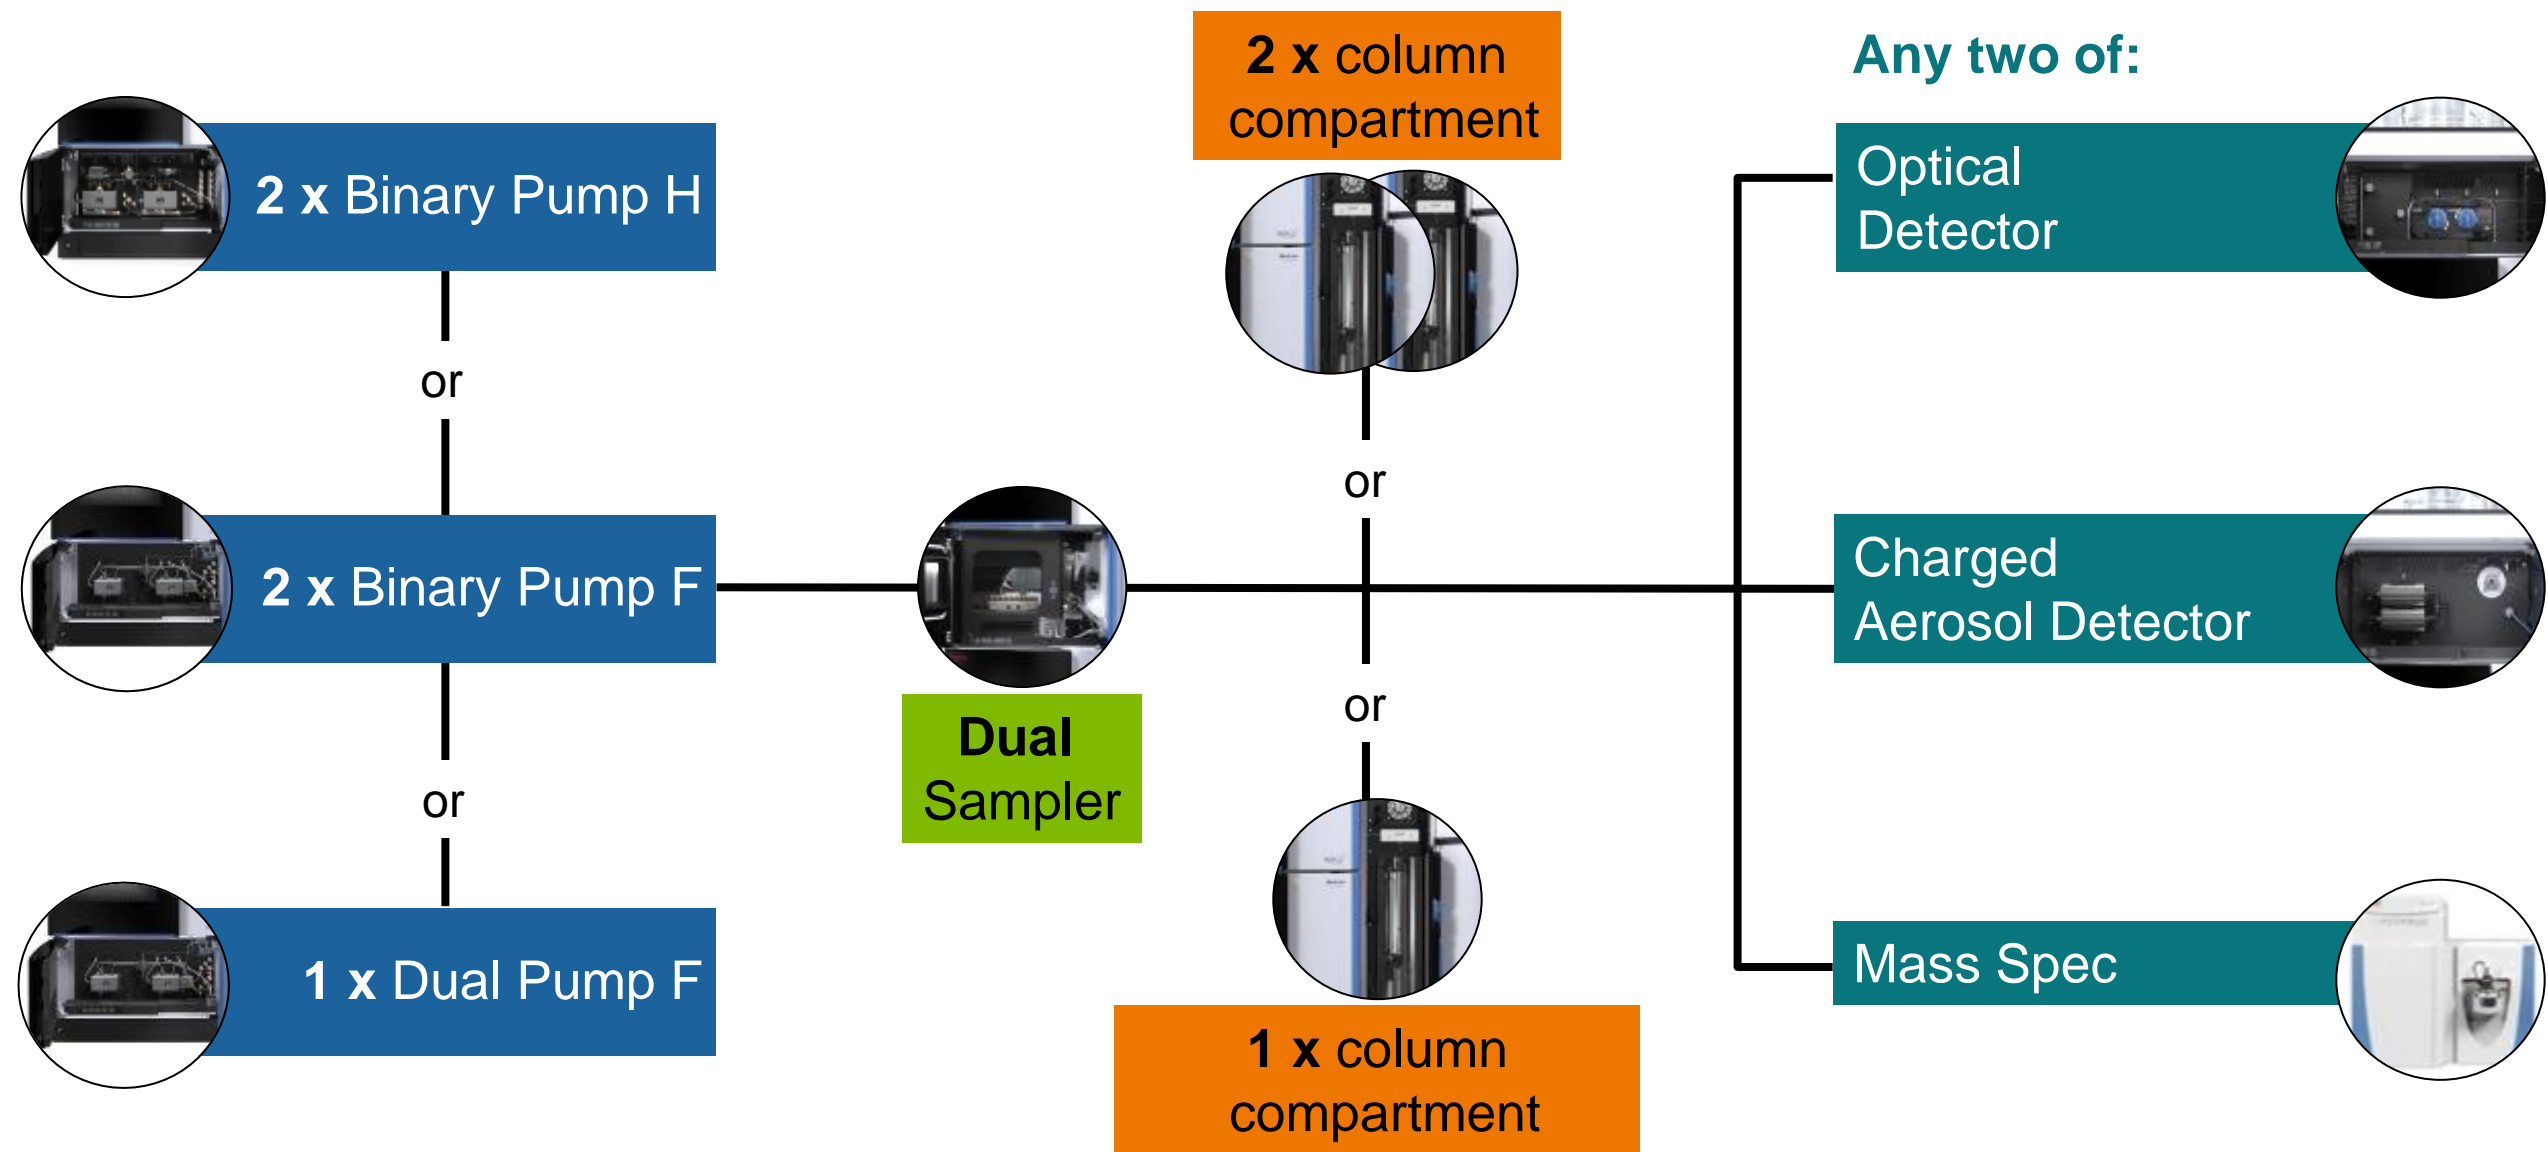 2 x column
compartment
Any two of:
2 x Binary Pump H
Optical
Detector
or
or
2 x Binary Pump F
Charged
Aerosol Detector
Dual
Sampler
or
or
1 x Dual Pump F
Mass Spec
1 x column
compartment